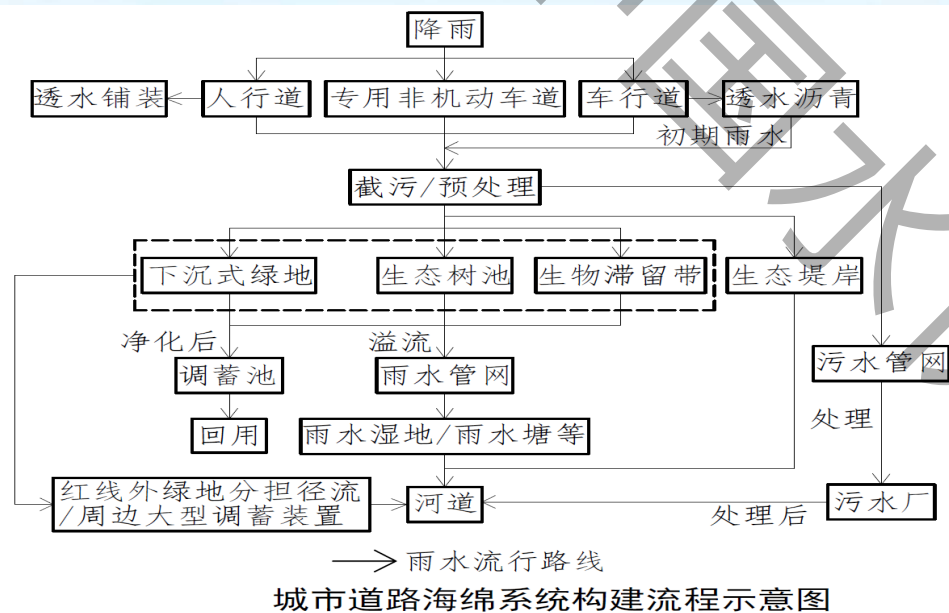 降雨
透水铺装
人行道
专用非机动车道
车行道
透水沥青
初期雨水
截污/预处理
下沉式绿地
生态树池
生物滞留带
生态堤岸
净化后
溢流
调蓄池
雨水管网
污水管网
回用
雨水湿地/雨水塘等
处理
红线外绿地分担径流
/周边大型调蓄装置
河道
处理后
污水厂
雨水流行路线
城市道路海绵系统构建流程示意图
国水